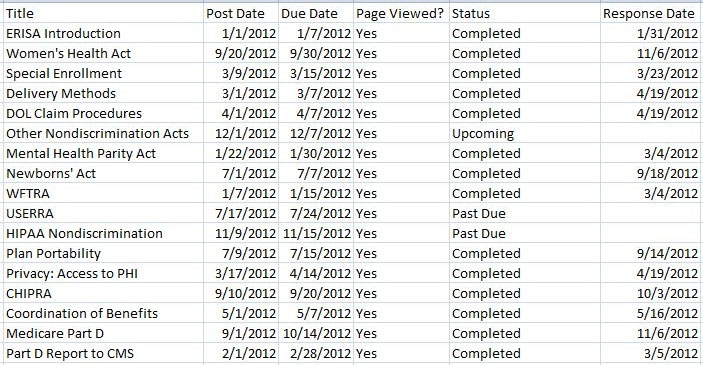 Title Post Date Due Date Page Viewed? Status Response Date
ERISA Introduction 1/1/2012 1/7/2012 Yes Completed 1/31/2012
Women's Health Act 9/20/2012 9/30/2012 Yes Completed 11/6/2012
Special Enrollment 3/9/2012 3/15/2012 Yes Completed 3/23/2012
Delivery Methods 3/1/2012 3/7/2012 Yes Completed 4/19/2012
DOL Claim Procedures 4/1/2012 4/7/2012 Yes Completed 4/19/2012
Other Nondiscrimination Acts 12/1/2012 12/7/2012 Yes Upcoming
Mental Health Parity Act 1/22/2012 1/30/2012 Yes Completed 3/4/2012
Newborns' Act 7/1/2012 7/7/2012 Yes Completed 9/18/2012
WFTRA 1/7/2012 1/15/2012 Yes Completed 3/4/2012
USERRA 7/17/2012 7/24/2012 Yes Past Due
HIPAA Nondiscrimination 11/9/2012 11/15/2012 Yes Past Due
Plan Portability 7/9/2012 7/15/2012 Yes Completed 9/14/2012
Privacy: Access to PHI 3/17/2012 4/14/2012 Yes Completed 4/19/2012
CHIPRA 9/10/2012 9/20/2012 Yes Completed 10/3/2012
Coordination of Benefits 5/1/2012 5/7/2012 Yes Completed 5/16/2012
Medicare Part D 9/1/2012 10/14/2012 Yes Completed 11/6/2012
Part D Report to CMS 2/1/2012 2/28/2012 Yes Completed 3/5/2012